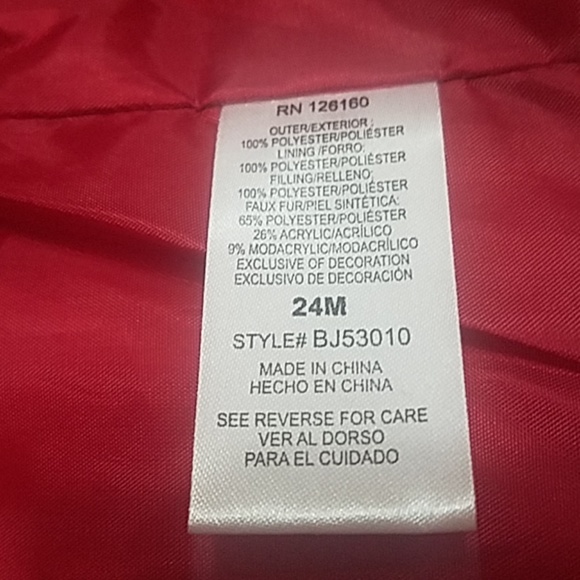 RN 126160
OUTER/EXTERIOR :
100% POLYESTER/POLIÉSTER
LINING /FORRO:
100% POLYESTER/POLIÉSTER
FILLING/RELLENO:
100% POLYESTER/POLIÉSTER
FAUX FUR/PIEL SINTÉTICA:
65% POLYESTER/POLIÉSTER
26% ACRYLIC/ACRÍLICO
9% MODACRYLIC/MODACRÍLICO
EXCLUSIVE OF DECORATION
EXCLUSIVO DE DECORACIÓN
24M
STYLE# BJ53010
MADE IN CHINA
HECHO EN CHINA
SEE REVERSE FOR CARE
VER AL DORSO
PARA EL CUIDADO